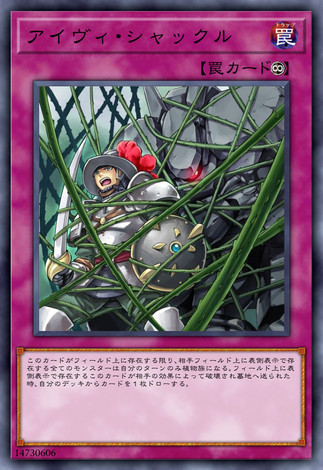 アイヴィ・シャックル
トラップ
罠
【罠カード】
このカードがフィールド上に存在する限り、相手フィールド上に表側表示で存
在する全てのモンスターは自分のターンのみ植物族になる。フィールド上に表
側表示で存在するこのカードが相手の効果によって破壊され墓地へ送られた
時、自分のデッキからカードを1枚ドローする。
14730606